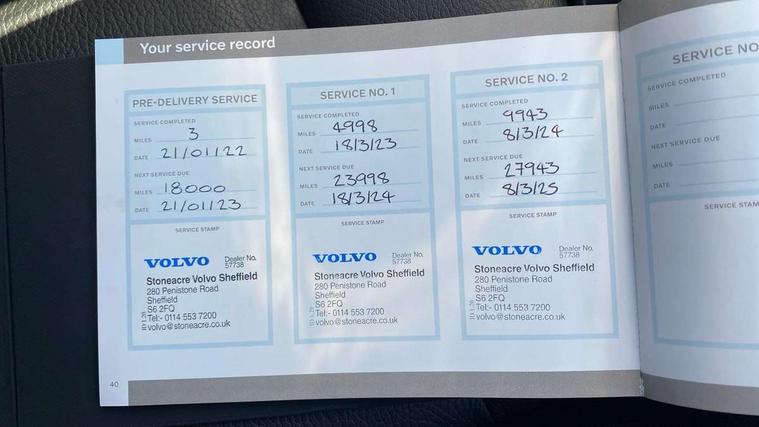 Your service record
PRE-DELIVERY SERVICE
SERVICE COMPLETED
MILES 3
DATE 21/01/22
NEXT SERVICE DUE
MILES 18000
DATE 21/01/23
SERVICE STAMP
VOLVO Dealer No.
57738
Stoneacre Volvo Sheffield
280 Penistone Road
Sheffield
S6 2FQ
Tel:- 0114 553 7200
volvo@stoneacre.co.uk
SERVICE NO. 1
SERVICE COMPLETED
MILES 4998
DATE 18/3/23
NEXT SERVICE DUE
MILES 23998
DATE 18/3/24
SERVICE STAMP
VOLVO Dealer No.
57738
Stoneacre Volvo Sheffield
280 Penistone Road
Sheffield
S6 2FQ
Tel:- 0114 553 7200
volvo@stoneacre.co.uk
SERVICE NO. 2
SERVICE COMPLETED
MILES 9943
DATE 8/3/24
NEXT SERVICE DUE
MILES 27943
DATE 8/3/25
SERVICE STAMP
VOLVO Dealer No.
57738
Stoneacre Volvo Sheffield
280 Penistone Road
Sheffield
S6 2FQ
Tel:- 0114 553 7200
volvo@stoneacre.co.uk
SERVICE NO
SERVICE COMPLETED
MILES
DATE
NEXT SERVICE DUE
MILES
DATE
SERVICE STAM
40